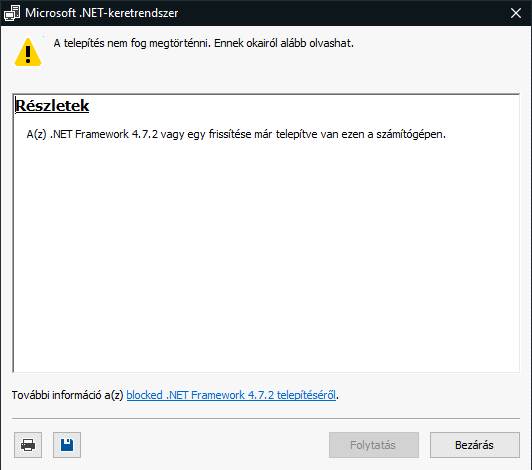 Microsoft .NET-keretrendszer
A telepítés nem fog megtörténni. Ennek okairól alább olvashat.
Részletek
A(z) .NET Framework 4.7.2 vagy egy frissítése már telepítve van ezen a számítógépen.
További információ a(z) blocked .NET Framework 4.7.2 telepítéséről.
Folytatás Bezárás